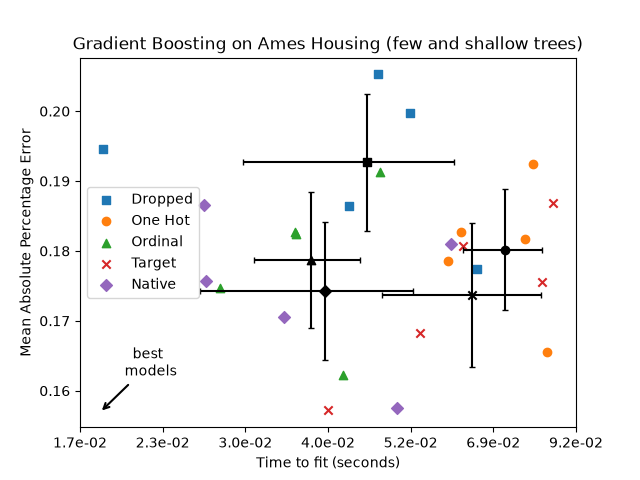 Gradient Boosting on Ames Housing (few and shallow trees)
Mean Absolute Percentage Error
0.20
0.19
0.18
0.17
0.16
Dropped
One Hot
Ordinal
Target
Native
best
models
1.7e-02 2.3e-02 3.0e-02 4.0e-02 5.2e-02 6.9e-02 9.2e-02
Time to fit (seconds)